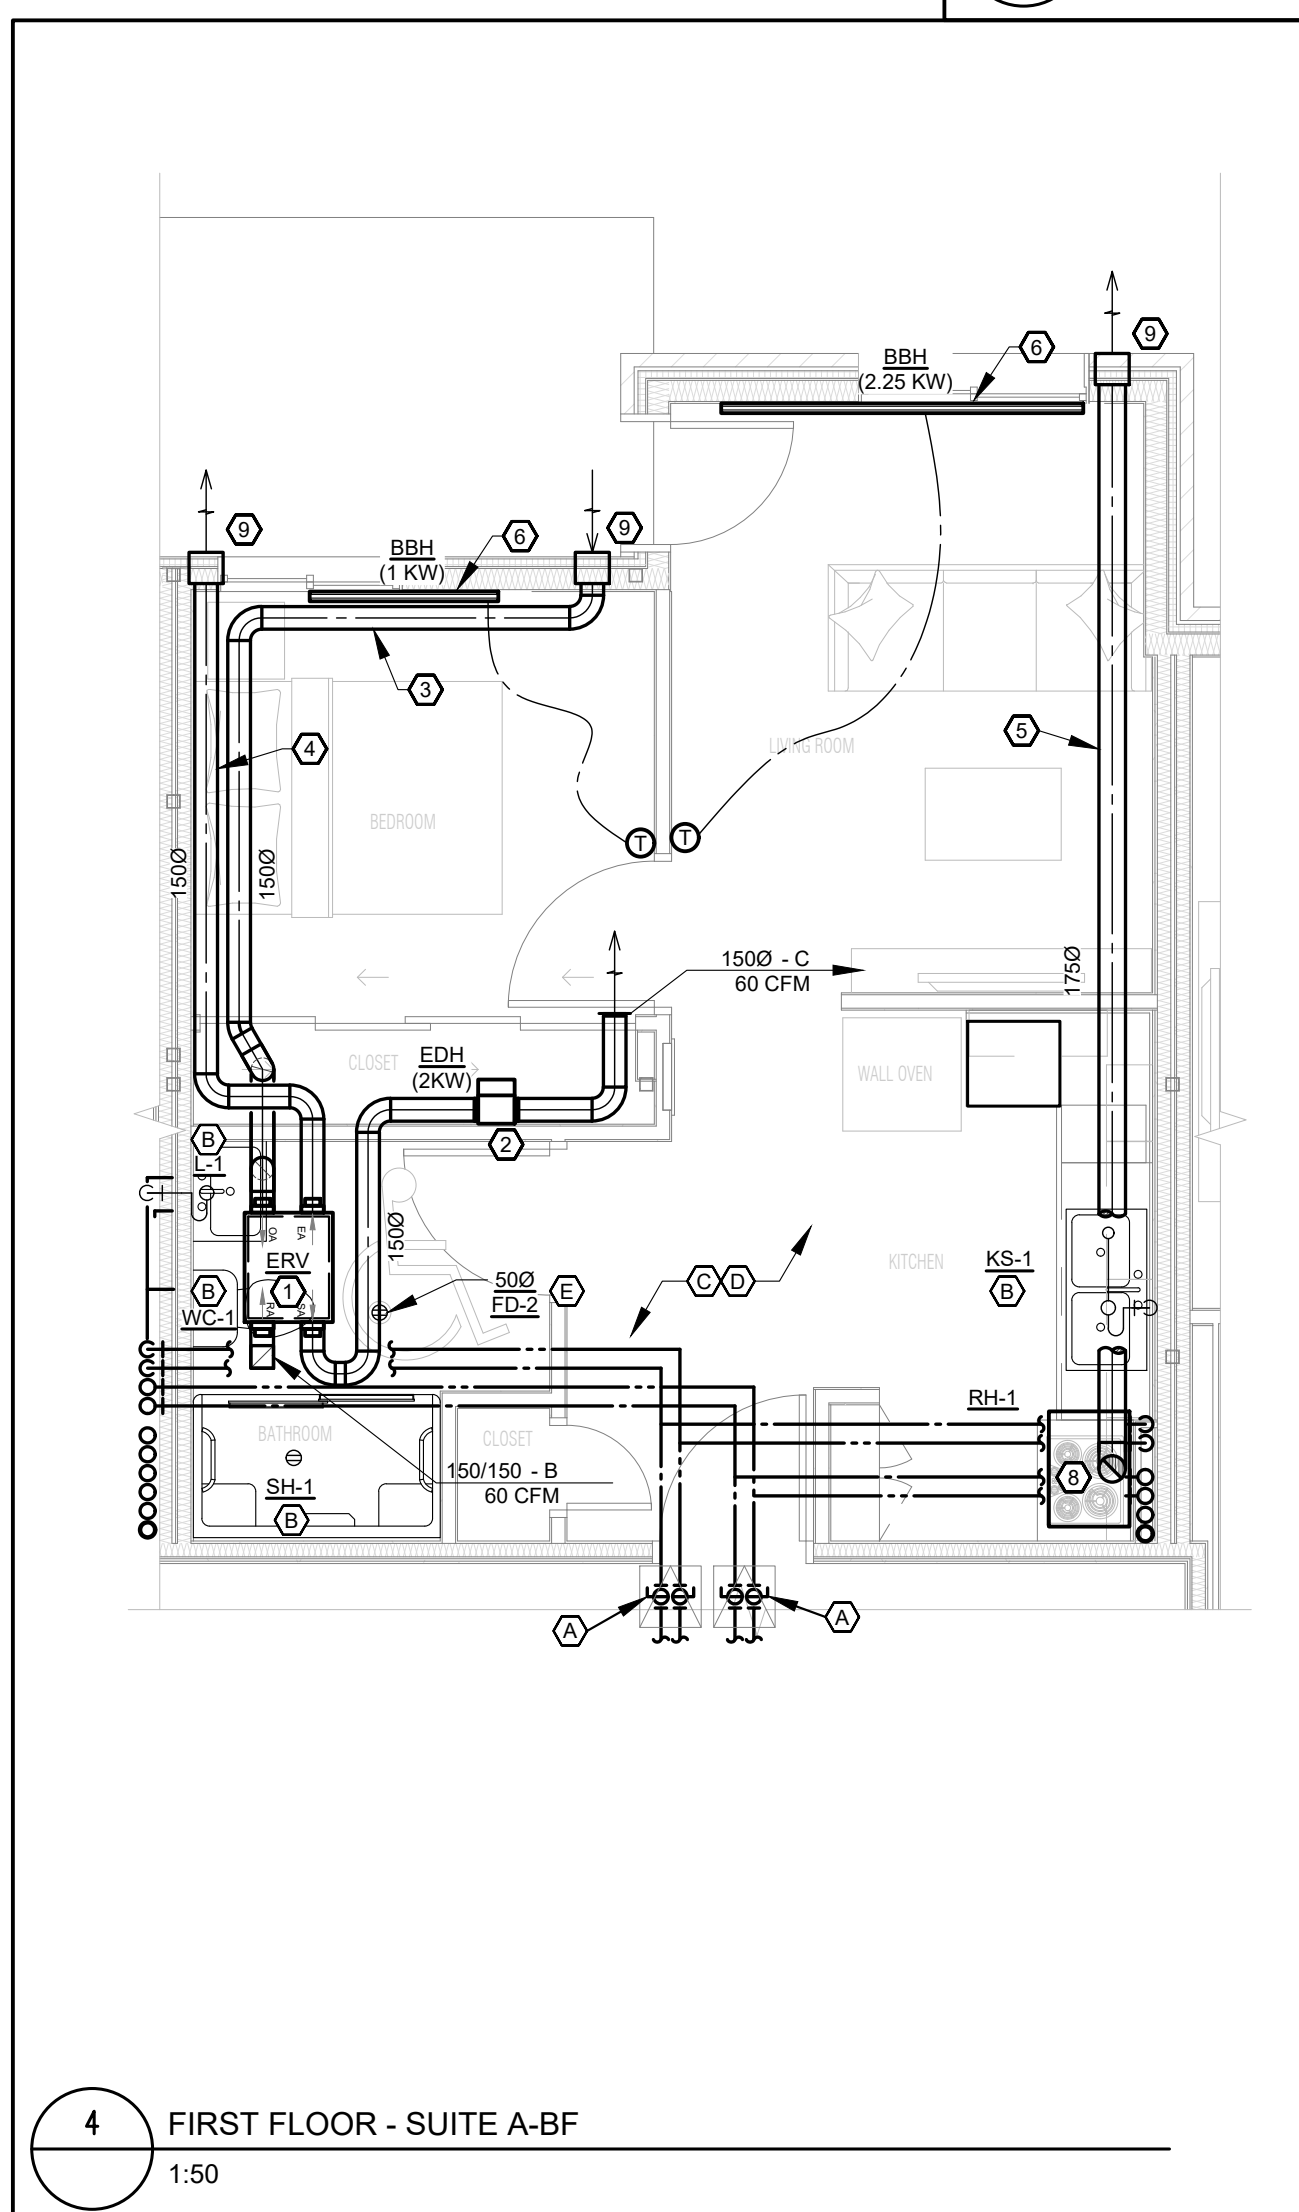 BBH
(2.25 KW)
6
9
9
BBH
(1 KW)
6
9
3
4
5
LIVING ROOM
BEDROOM
T
T
150Ø
150Ø
150Ø - C
60 CFM
175Ø
CLOSET
EDH
(2KW)
WALL OVEN
2
B
L-1
OA
EA
ERV
1
RA
SA
B
WC-1
150Ø
50Ø
FD-2
E
C
D
KITCHEN
KS-1
B
RH-1
BATHROOM
CLOSET
150/150 - B
60 CFM
SH-1
B
8
A
A
4
FIRST FLOOR - SUITE A-BF
1:50